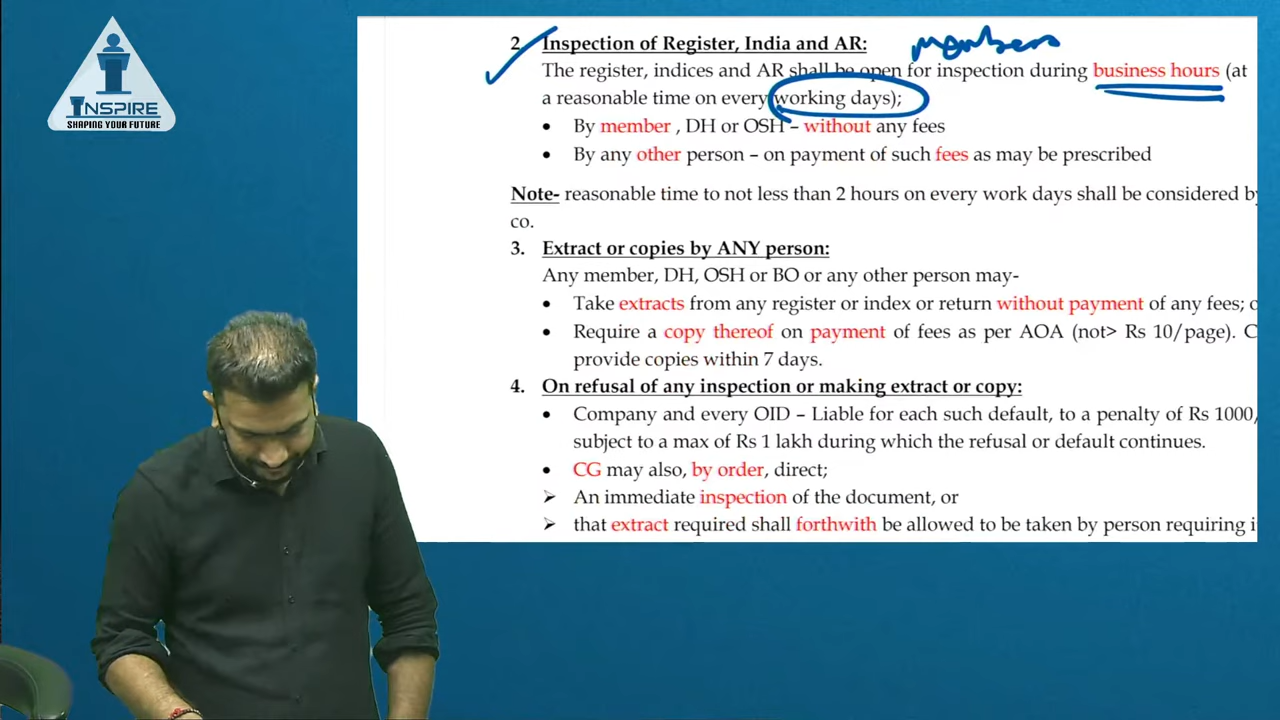 INSPIRE
SHAPING YOUR FUTURE
members
2 Inspection of Register, India and AR:
The register, indices and AR shall be open for inspection during business hours (at
a reasonable time on every working days);
• By member , DH or OSH – without any fees
• By any other person – on payment of such fees as may be prescribed
Note- reasonable time to not less than 2 hours on every work days shall be considered by
co.
3. Extract or copies by ANY person:
Any member, DH, OSH or BO or any other person may-
• Take extracts from any register or index or return without payment of any fees;
• Require a copy thereof on payment of fees as per AOA (not> Rs 10/page).
provide copies within 7 days.
4. On refusal of any inspection or making extract or copy:
• Company and every OID – Liable for each such default, to a penalty of Rs 1000,
subject to a max of Rs 1 lakh during which the refusal or default continues.
• CG may also, by order, direct;
➢ An immediate inspection of the document, or
➢ that extract required shall forthwith be allowed to be taken by person requiring